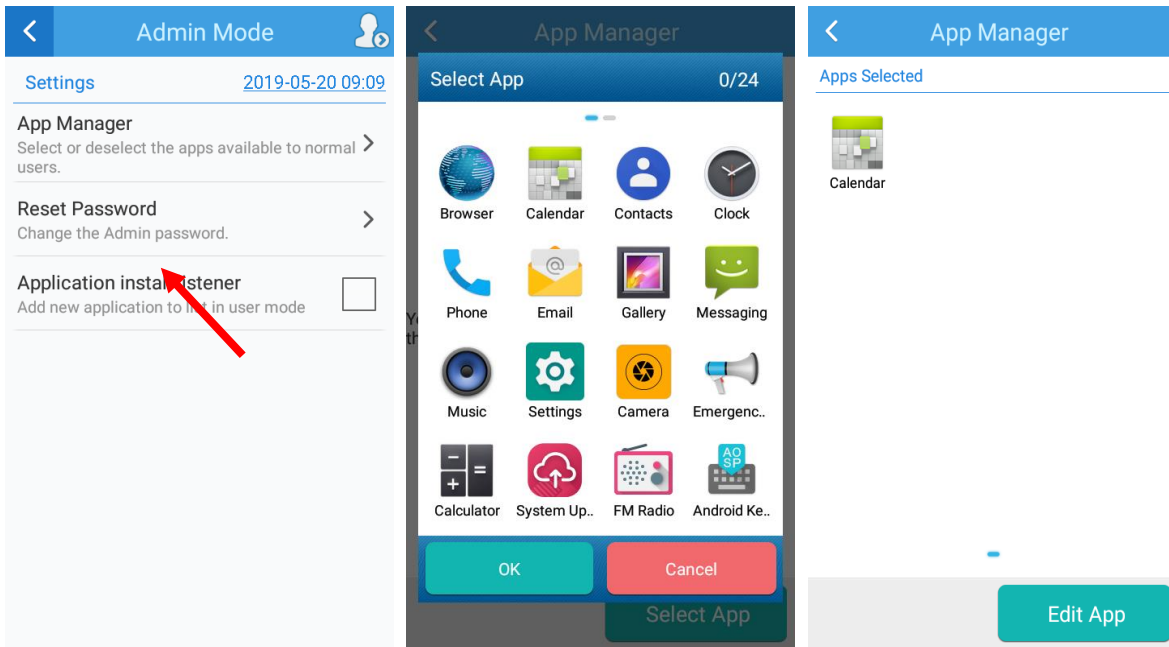 Admin Mode
Settings
2019-05-20 09:09
App Manager
Select or deselect the apps available to normal
users.
Reset Password
Change the Admin password.
Application install listener
Add new application to list in user mode
App Manager
Select App
0/24
Browser
Calendar
Contacts
Clock
Phone
Email
Gallery
Messaging
Music
Settings
Camera
Emergenc..
Calculator
System Up..
FM Radio
AO
SP
Android Ke..
OK
Cancel
Select App
App Manager
Apps Selected
Calendar
Edit App